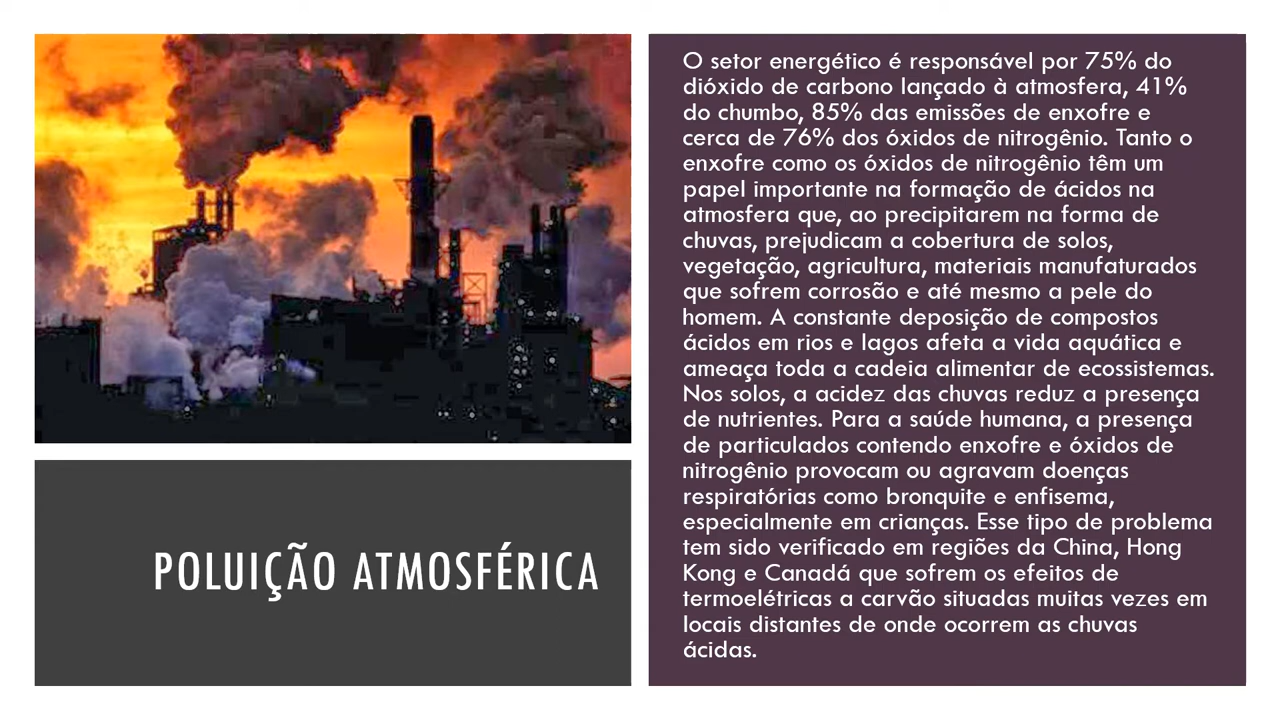 O setor energético é responsável por 75% do
dióxido de carbono lançado à atmosfera, 41%
do chumbo, 85% das emissões de enxofre e
cerca de 76% dos óxidos de nitrogênio. Tanto o
enxofre como os óxidos de nitrogênio têm um
papel importante na formação de ácidos na
atmosfera que, ao precipitarem na forma de
chuvas, prejudicam a cobertura de solos,
vegetação, agricultura, materiais manufaturados
que sofrem corrosão e até mesmo a pele do
homem. A constante deposição de compostos
ácidos em rios e lagos afeta a vida aquática e
ameaça toda a cadeia alimentar de ecossistemas.
Nos solos, a acidez das chuvas reduz a presença
de nutrientes. Para a saúde humana, a presença
de particulados contendo enxofre e óxidos de
nitrogênio provocam ou agravam doenças
respiratórias como bronquite e enfisema,
especialmente em crianças. Esse tipo de problema
tem sido verificado em regiões da China, Hong
Kong e Canadá que sofrem os efeitos de
termoelétricas a carvão situadas muitas vezes em
locais distantes de onde ocorrem as chuvas
ácidas.
POLUIÇÃO ATMOSFÉRICA